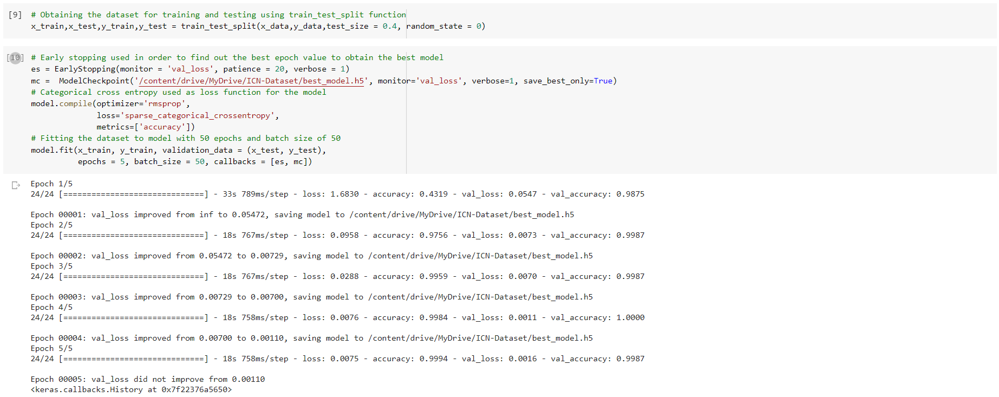 [9] # Obtaining the dataset for training and testing using train_test_split function
x_train,x_test,y_train,y_test = train_test_split(x_data,y_data,test_size = 0.4, random_state = 0)
[10] # Early stopping used in order to find out the best epoch value to obtain the best model
es = EarlyStopping(monitor = 'val_loss', patience = 20, verbose = 1)
mc =  ModelCheckpoint('/content/drive/MyDrive/ICN-Dataset/best_model.h5', monitor='val_loss', verbose=1, save_best_only=True)
# Categorical cross entropy used as loss function for the model
model.compile(optimizer='rmsprop',
              loss='sparse_categorical_crossentropy',
              metrics=['accuracy'])
# Fitting the dataset to model with 50 epochs and batch size of 50
model.fit(x_train, y_train, validation_data = (x_test, y_test),
          epochs = 5, batch_size = 50, callbacks = [es, mc])
Epoch 1/5
24/24 [==============================] - 33s 789ms/step - loss: 1.6830 - accuracy: 0.4319 - val_loss: 0.0547 - val_accuracy: 0.9875
Epoch 00001: val_loss improved from inf to 0.05472, saving model to /content/drive/MyDrive/ICN-Dataset/best_model.h5
Epoch 2/5
24/24 [==============================] - 18s 767ms/step - loss: 0.0958 - accuracy: 0.9756 - val_loss: 0.0073 - val_accuracy: 0.9987
Epoch 00002: val_loss improved from 0.05472 to 0.00729, saving model to /content/drive/MyDrive/ICN-Dataset/best_model.h5
Epoch 3/5
24/24 [==============================] - 18s 767ms/step - loss: 0.0288 - accuracy: 0.9959 - val_loss: 0.0070 - val_accuracy: 0.9987
Epoch 00003: val_loss improved from 0.00729 to 0.00700, saving model to /content/drive/MyDrive/ICN-Dataset/best_model.h5
Epoch 4/5
24/24 [==============================] - 18s 758ms/step - loss: 0.0076 - accuracy: 0.9984 - val_loss: 0.0011 - val_accuracy: 1.0000
Epoch 00004: val_loss improved from 0.00700 to 0.00110, saving model to /content/drive/MyDrive/ICN-Dataset/best_model.h5
Epoch 5/5
24/24 [==============================] - 18s 758ms/step - loss: 0.0075 - accuracy: 0.9994 - val_loss: 0.0016 - val_accuracy: 0.9987
Epoch 00005: val_loss did not improve from 0.00110
<keras.callbacks.History at 0x7f22376a5650>